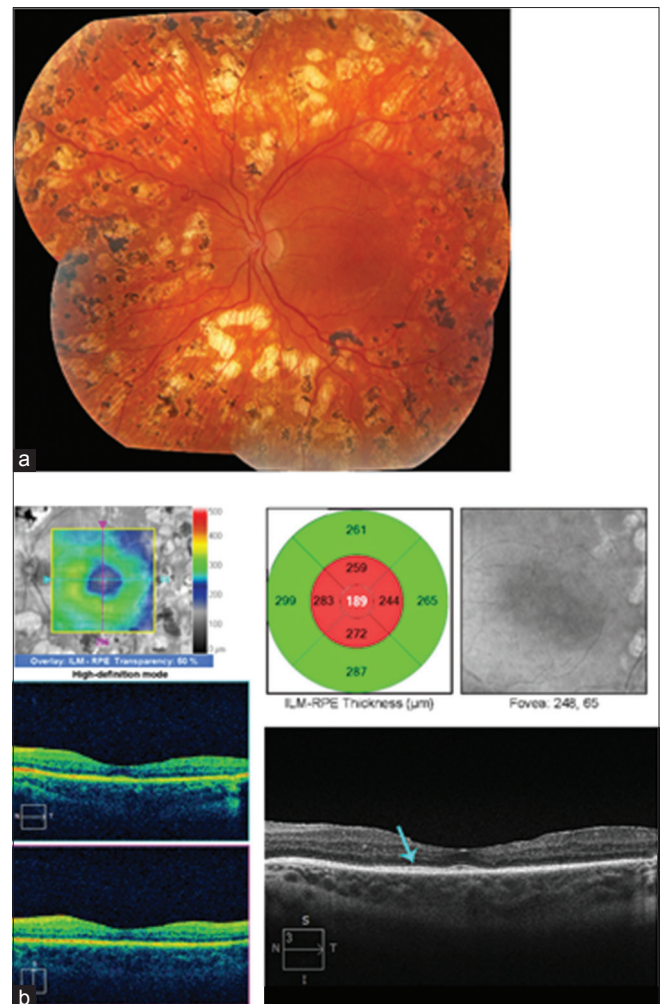 a
500
400
300
200
100
0 µm
Overlay: ILM - RPE Transparency: 50 %
High-definition mode
261
259
299
283
189
244
265
272
287
ILM-RPE Thickness (µm)
Fovea: 248, 65
N
T
S
3
N
T
I
b